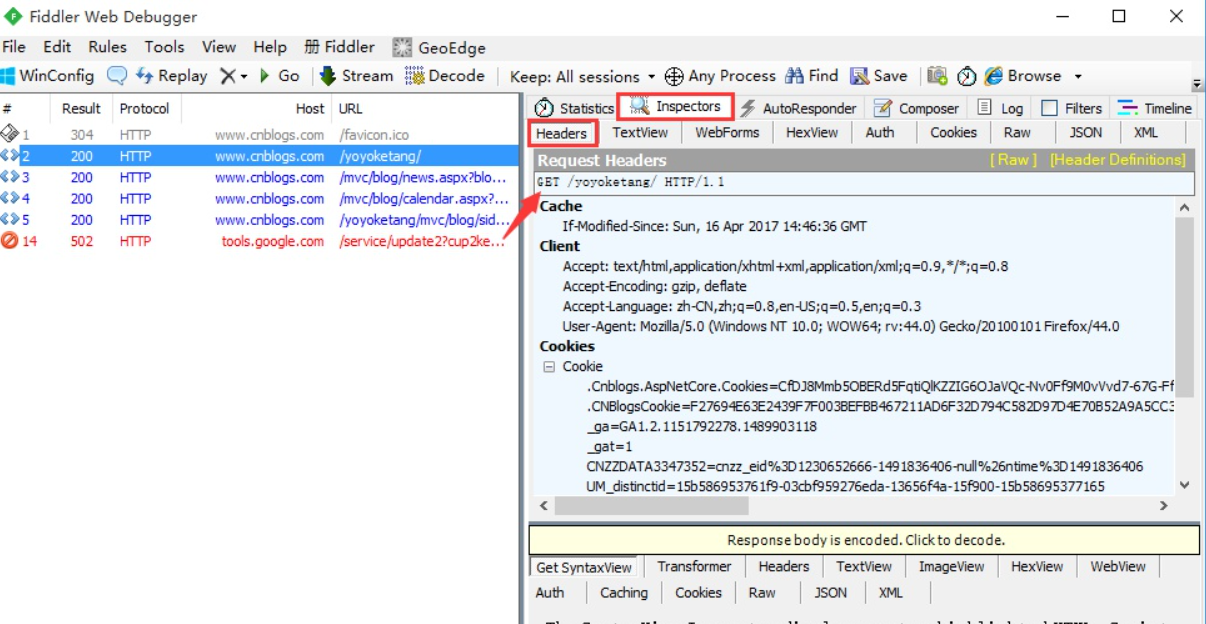 Fiddler Web Debugger
File Edit Rules Tools View Help 册 Fiddler GeoEdge
WinConfig Replay Go Stream Decode Keep: All sessions Any Process Find Save Browse
# Result Protocol Host URL
1 304 HTTP www.cnblogs.com /favicon.ico
2 200 HTTP www.cnblogs.com /yoyoketang/
3 200 HTTP www.cnblogs.com /mvc/blog/news.aspx?blo...
4 200 HTTP www.cnblogs.com /mvc/blog/calendar.aspx?...
5 200 HTTP www.cnblogs.com /yoyoketang/mvc/blog/sid...
14 502 HTTP tools.google.com /service/update2?cup2ke...
Statistics Inspectors AutoResponder Composer Log Filters Timeline
Headers TextView WebForms HexView Auth Cookies Raw JSON XML
Request Headers [ Raw ] [Header Definitions]
GET /yoyoketang/ HTTP/1.1
Cache
If-Modified-Since: Sun, 16 Apr 2017 14:46:36 GMT
Client
Accept: text/html,application/xhtml+xml,application/xml;q=0.9,*/*;q=0.8
Accept-Encoding: gzip, deflate
Accept-Language: zh-CN,zh;q=0.8,en-US;q=0.5,en;q=0.3
User-Agent: Mozilla/5.0 (Windows NT 10.0; WOW64; rv:44.0) Gecko/20100101 Firefox/44.0
Cookies
Cookie
.Cnblogs.AspNetCore.Cookies=CfDJ8Mmb5OBERd5FqtiQlKZZIG6OJaVQc-Nv0Ff9M0vVvd7-67G-Ff
.CNBlogsCookie=F27694E63E2439F7F003BEFBB467211AD6F32D794C582D97D4E70B52A9A5CC3
_ga=GA1.2.1151792278.1489903118
_gat=1
CNZZDATA3347352=cnzz_eid%3D1230652666-1491836406-null%26ntime%3D1491836406
UM_distinctid=15b586953761f9-03cbf959276eda-13656f4a-15f900-15b58695377165
Response body is encoded. Click to decode.
Get SyntaxView Transformer Headers TextView ImageView HexView WebView
Auth Caching Cookies Raw JSON XML